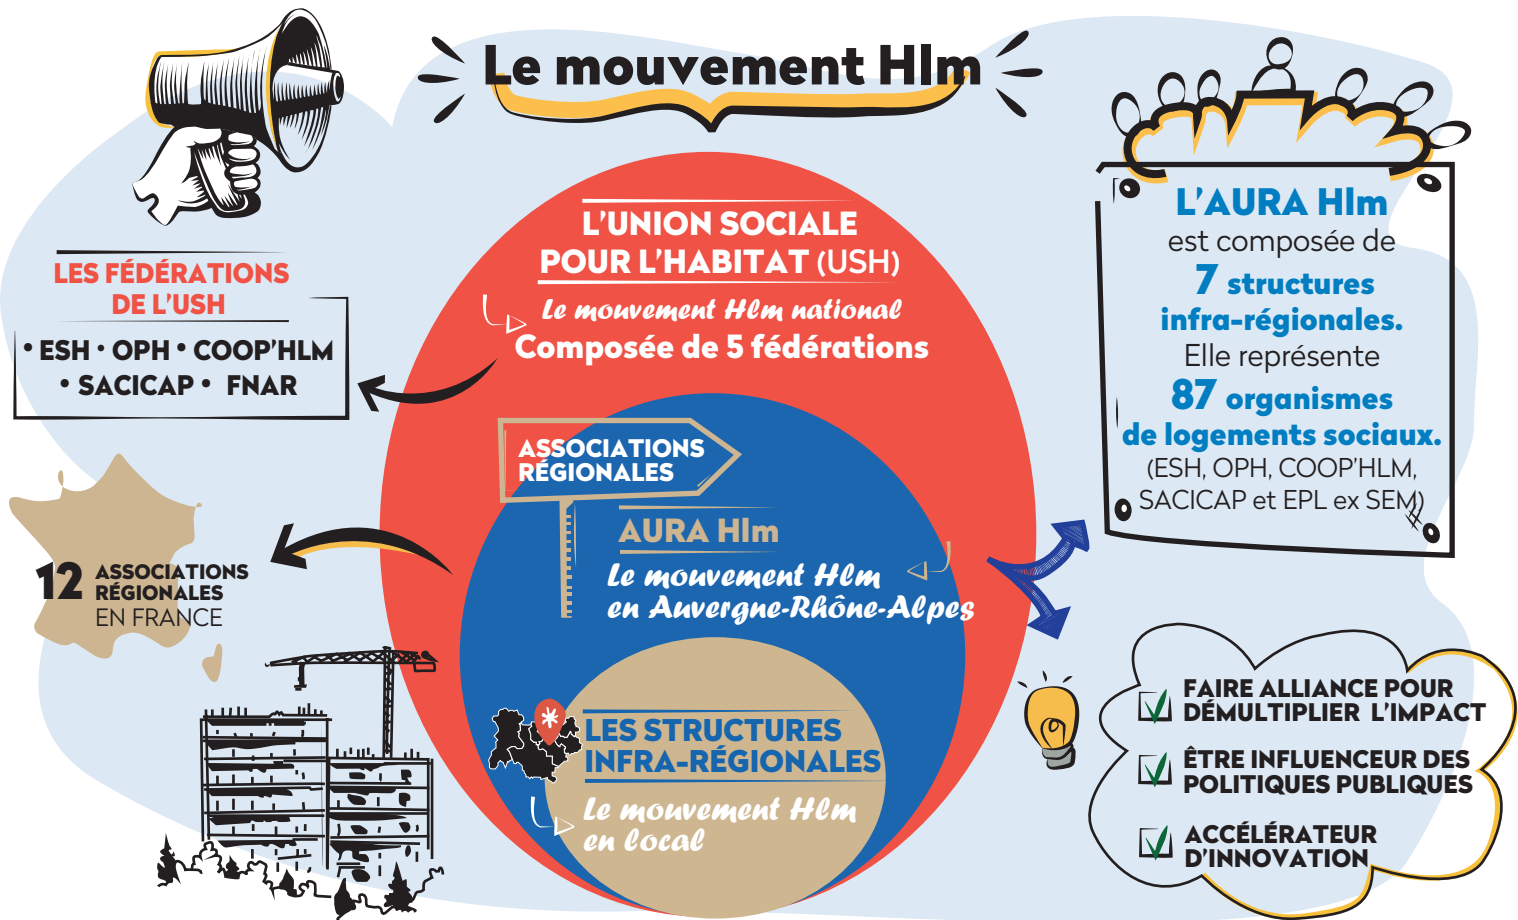 Le mouvement Hlm
L'UNION SOCIALE
POUR L'HABITAT (USH)
Le mouvement Hlm national
Composée de 5 fédérations
LES FÉDÉRATIONS
DE L'USH
• ESH • OPH • COOP'HLM
• SACICAP • FNAR
ASSOCIATIONS
RÉGIONALES
AURA Hlm
Le mouvement Hlm
en Auvergne-Rhône-Alpes
12 ASSOCIATIONS
RÉGIONALES
EN FRANCE
LES STRUCTURES
INFRA-RÉGIONALES
Le mouvement Hlm
en local
L'AURA Hlm
est composée de
7 structures
infra-régionales.
Elle représente
87 organismes
de logements sociaux.
(ESH, OPH, COOP'HLM,
SACICAP et EPL ex SEM)
FAIRE ALLIANCE POUR
DÉMULTIPLIER L'IMPACT
ÊTRE INFLUENCEUR DES
POLITIQUES PUBLIQUES
ACCÉLÉRATEUR
D'INNOVATION